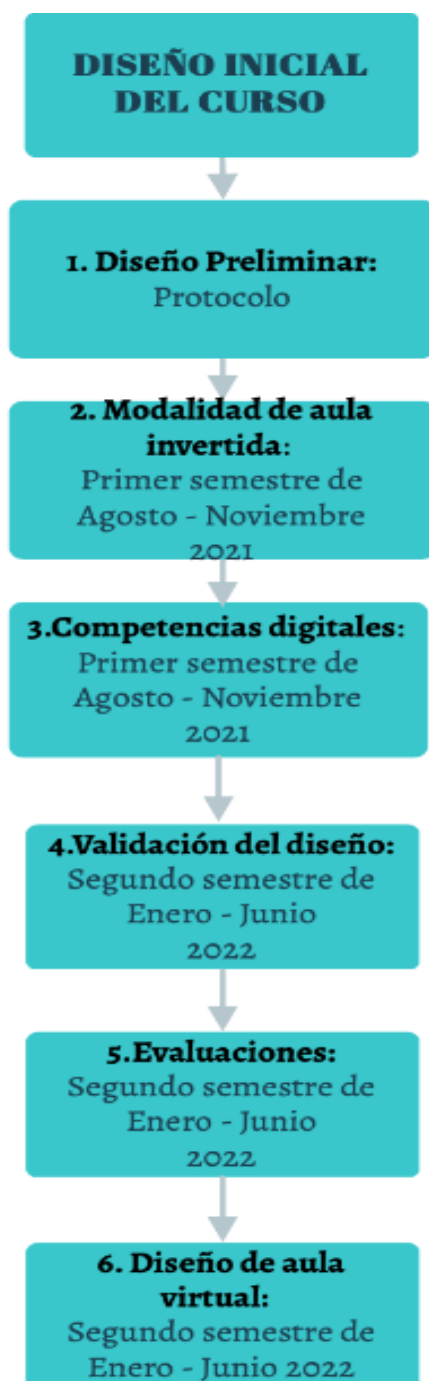 DISEÑO INICIAL
DEL CURSO
1. Diseño Preliminar:
Protocolo
2. Modalidad de aula
invertida:
Primer semestre de
Agosto - Noviembre
2021
3.Competencias digitales:
Primer semestre de
Agosto - Noviembre
2021
4.Validación del diseño:
Segundo semestre de
Enero - Junio
2022
5.Evaluaciones:
Segundo semestre de
Enero - Junio
2022
6. Diseño de aula
virtual:
Segundo semestre de
Enero - Junio 2022